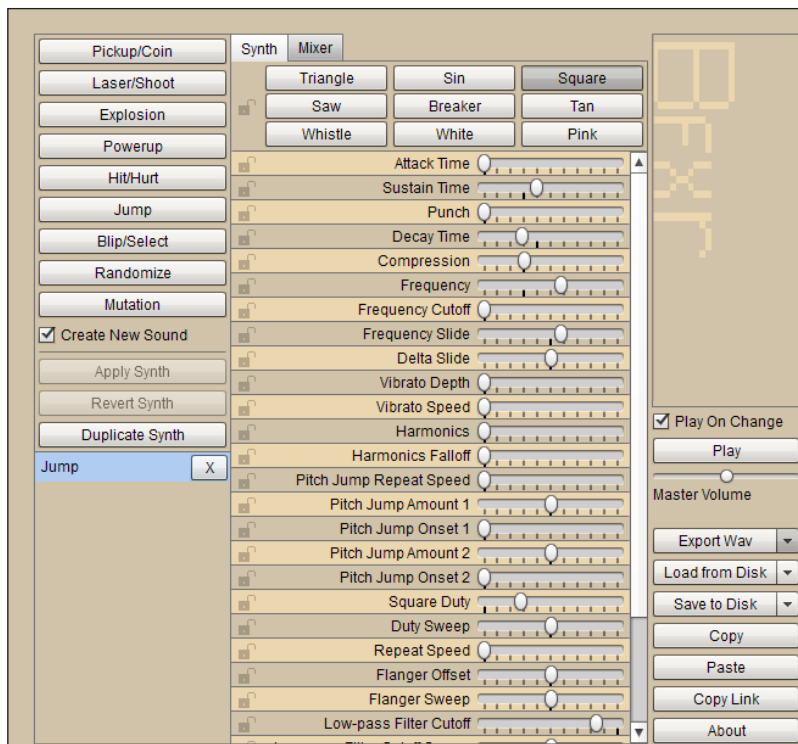 Pickup/Coin
Laser/Shoot
Explosion
Powerup
Hit/Hurt
Jump
Blip/Select
Randomize
Mutation
Create New Sound
Apply Synth
Revert Synth
Duplicate Synth
Jump X
Synth Mixer
Triangle Sin Square
Saw Breaker Tan
Whistle White Pink
Attack Time
Sustain Time
Punch
Decay Time
Compression
Frequency
Frequency Cutoff
Frequency Slide
Delta Slide
Vibrato Depth
Vibrato Speed
Harmonics
Harmonics Falloff
Pitch Jump Repeat Speed
Pitch Jump Amount 1
Pitch Jump Onset 1
Pitch Jump Amount 2
Pitch Jump Onset 2
Square Duty
Duty Sweep
Repeat Speed
Flanger Offset
Flanger Sweep
Low-pass Filter Cutoff
Bfxr
Play On Change
Play
Master Volume
Export Wav
Load from Disk
Save to Disk
Copy
Paste
Copy Link
About